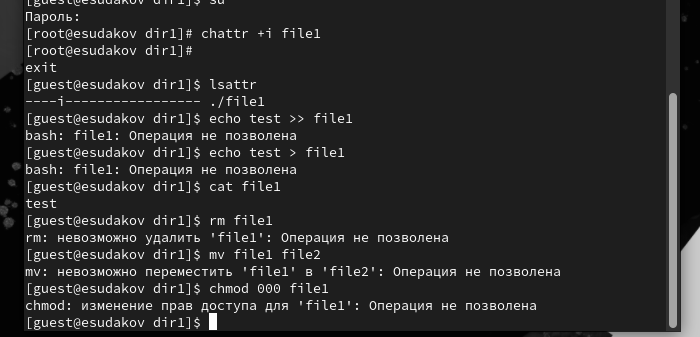 su
Пароль:
[root@esudakov dir1]# chattr +i file1
[root@esudakov dir1]#
exit
[guest@esudakov dir1]$ lsattr
----i----------------- ./file1
[guest@esudakov dir1]$ echo test >> file1
bash: file1: Операция не позволена
[guest@esudakov dir1]$ echo test > file1
bash: file1: Операция не позволена
[guest@esudakov dir1]$ cat file1
test
[guest@esudakov dir1]$ rm file1
rm: невозможно удалить 'file1': Операция не позволена
[guest@esudakov dir1]$ mv file1 file2
mv: невозможно переместить 'file1' в 'file2': Операция не позволена
[guest@esudakov dir1]$ chmod 000 file1
chmod: изменение прав доступа для 'file1': Операция не позволена
[guest@esudakov dir1]$